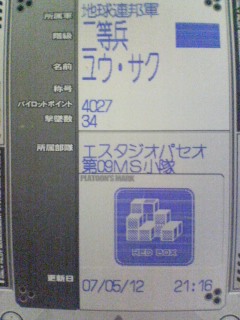 所属軍 地球連邦軍
階級 二等兵
名前 ユウ・サク
称号
パイロットポイント 4027
撃墜数 34
所属部隊 エスタジオパセオ
第09MS小隊
PLATOON'S MARK
RED BOX
更新日 07/05/12 21:16